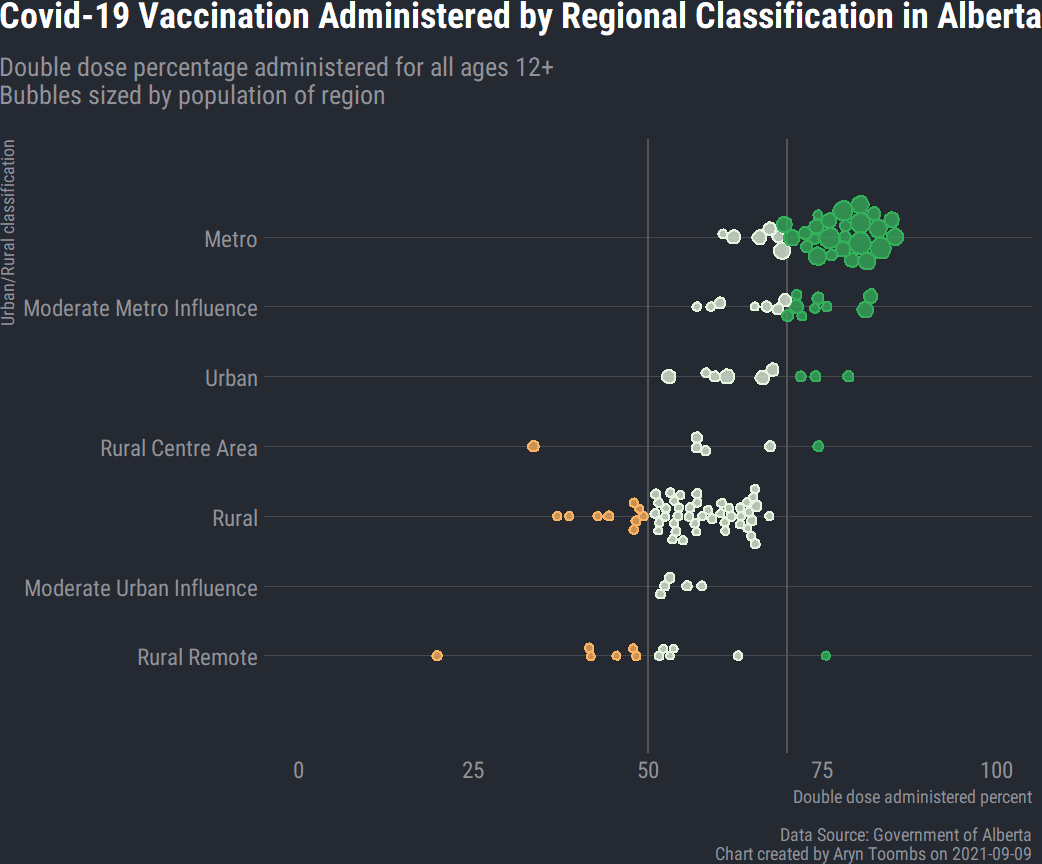 Covid-19 Vaccination Administered by Regional Classification in Alberta
Double dose percentage administered for all ages 12+
Bubbles sized by population of region
Urban/Rural classification
Metro
Moderate Metro Influence
Urban
Rural Centre Area
Rural
Moderate Urban Influence
Rural Remote
0 25 50 75 100
Double dose administered percent
Data Source: Government of Alberta
Chart created by Aryn Toombs on 2021-09-09